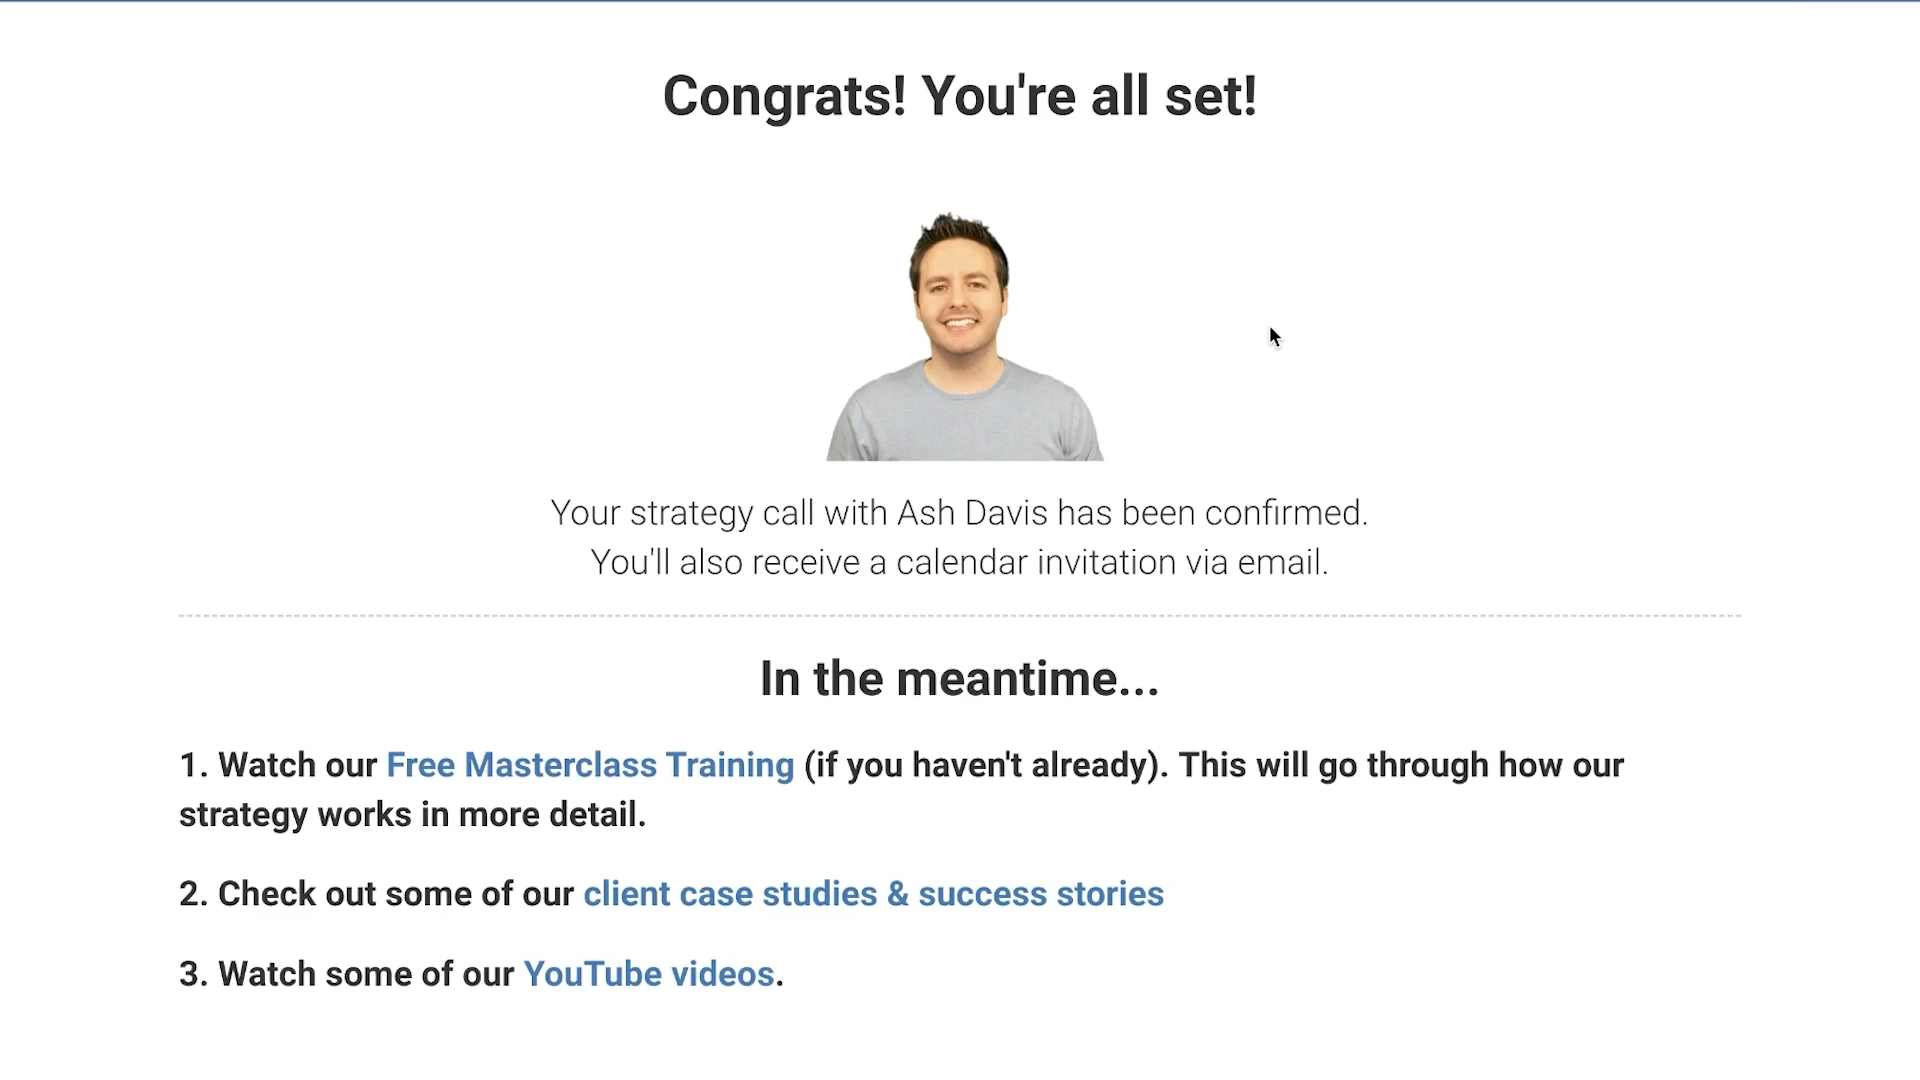 Congrats! You're all set!
Your strategy call with Ash Davis has been confirmed.
You'll also receive a calendar invitation via email.
In the meantime...
1. Watch our Free Masterclass Training (if you haven't already). This will go through how our
strategy works in more detail.
2. Check out some of our client case studies & success stories
3. Watch some of our YouTube videos.